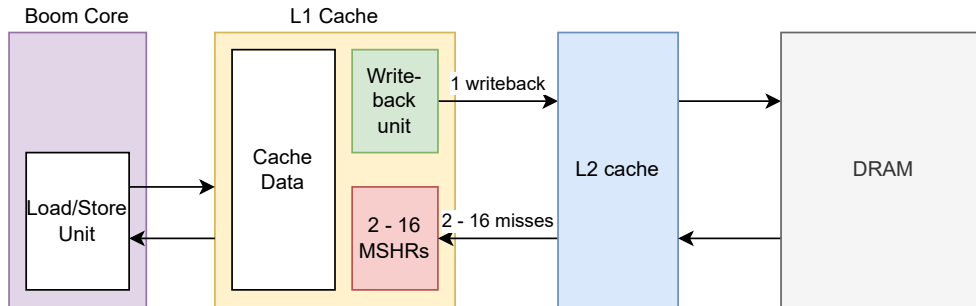 Boom Core
L1 Cache
Write-
back
unit
1 writeback
Cache
Data
L2 cache
DRAM
Load/Store
Unit
2 - 16
MSHRs
2 - 16 misses